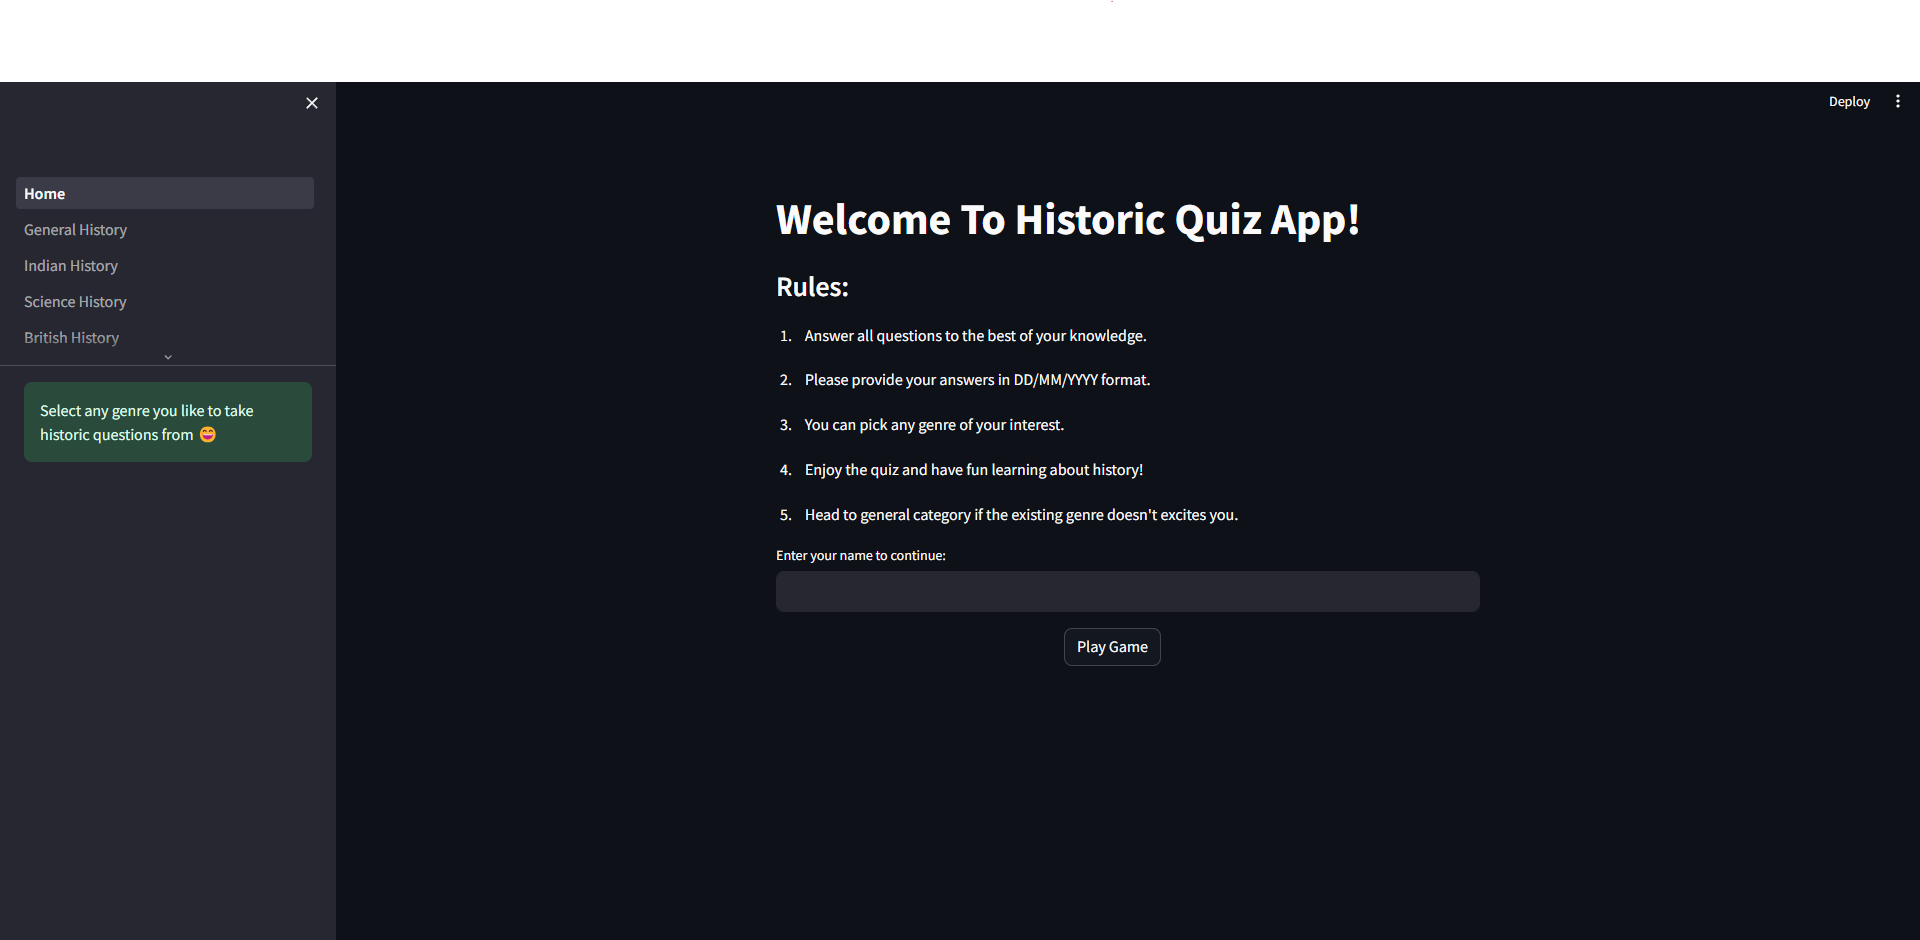 Deploy
Home
General History
Indian History
Science History
British History
Select any genre you like to take
historic questions from 😄
Welcome To Historic Quiz App!
Rules:
1. Answer all questions to the best of your knowledge.
2. Please provide your answers in DD/MM/YYYY format.
3. You can pick any genre of your interest.
4. Enjoy the quiz and have fun learning about history!
5. Head to general category if the existing genre doesn't excites you.
Enter your name to continue:
Play Game